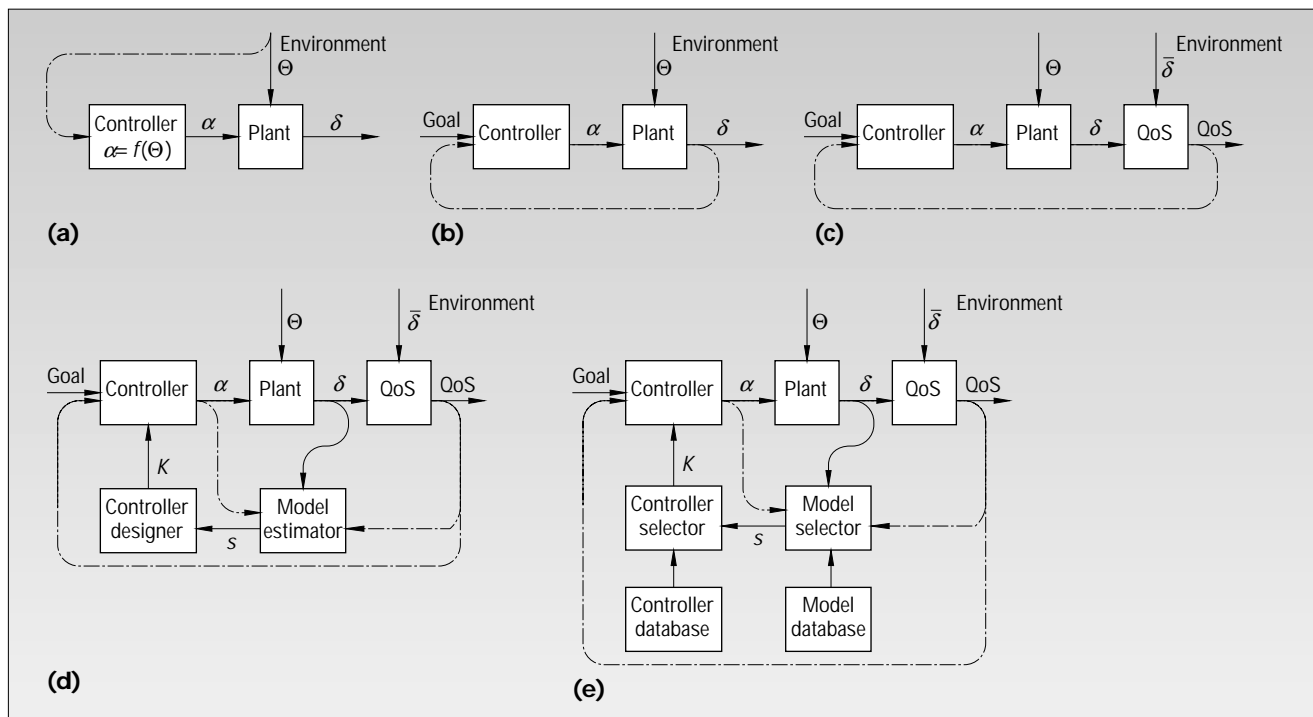 Environment
Θ
Controller
α= f(Θ)
α
Plant
δ
(a)
Θ
Goal
Controller
α
Plant
δ
(b)
Environment
Θ
δ̄
Goal
Controller
α
Plant
δ
QoS
QoS
(c)
Environment
Θ
δ̄
Goal
Controller
α
Plant
δ
QoS
QoS
K
Controller
designer
s
Model
estimator
(d)
Environment
Θ
δ̄
Goal
Controller
α
Plant
δ
QoS
QoS
K
Controller
selector
s
Model
selector
Controller
database
Model
database
(e)